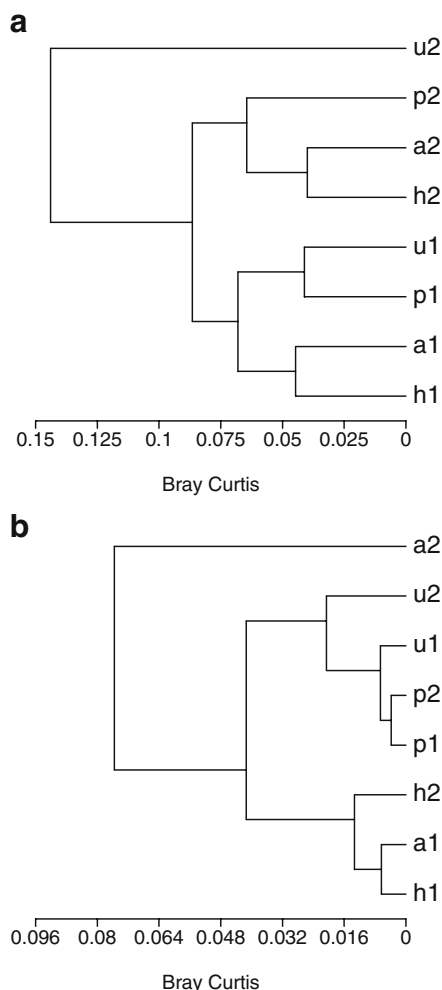 a
u2
p2
a2
h2
u1
p1
a1
h1
0.15 0.125 0.1 0.075 0.05 0.025 0
Bray Curtis
b
a2
u2
u1
p2
p1
h2
a1
h1
0.096 0.08 0.064 0.048 0.032 0.016 0
Bray Curtis